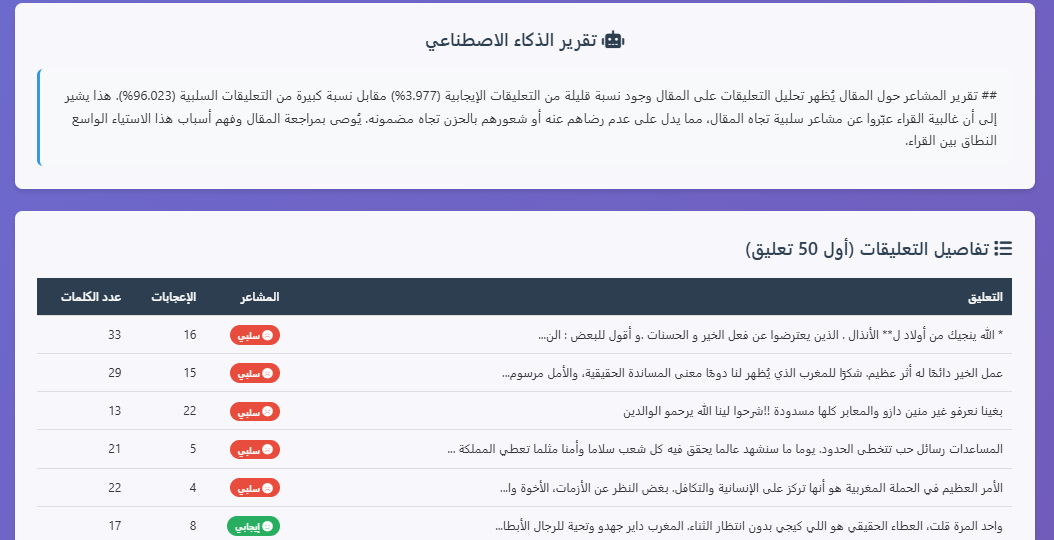 تقرير الذكاء الاصطناعي
## تقرير المشاعر حول المقال يُظهر تحليل التعليقات على المقال وجود نسبة قليلة من التعليقات الإيجابية (3.977%) مقابل نسبة كبيرة من التعليقات السلبية (96.023%). هذا يشير
إلى أن غالبية القراء عبّروا عن مشاعر سلبية تجاه المقال، مما يدل على عدم رضاهم عنه أو شعورهم بالحزن تجاه مضمونه. يُوصى بمراجعة المقال وفهم أسباب هذا الاستياء الواسع
النطاق بين القراء.
تفاصيل التعليقات (أول 50 تعليق)
التعليق المشاعر الإعجابات عدد الكلمات
* الله ينجيك من أولاد ل** الأنذال . الذين يعترضوا عن فعل الخير و الحسنات .و أقول للبعض : الن... سلبي 16 33
عمل الخير دائمًا له أثر عظيم. شكرًا للمغرب الذي يُظهر لنا دومًا معنى المساندة الحقيقية، والأمل مرسوم... سلبي 15 29
بغينا نعرفو غير منين دازو والمعابر كلها مسدودة !!شرحوا لينا الله يرحمو الوالدين سلبي 22 13
المساعدات رسائل حب تتخطى الحدود. يوما ما سنشهد عالما يحقق فيه كل شعب سلاما وأمنا مثلما تعطي المملكة ... سلبي 5 21
الأمر العظيم في الحملة المغربية هو أنها تركز على الإنسانية والتكافل. بغض النظر عن الأزمات، الأخوة وا... سلبي 4 22
واحد المرة قلت، العطاء الحقيقي هو اللي كيجي بدون انتظار الثناء. المغرب داير جهدو وتحية للرجال الأبطا... إيجابي 8 17